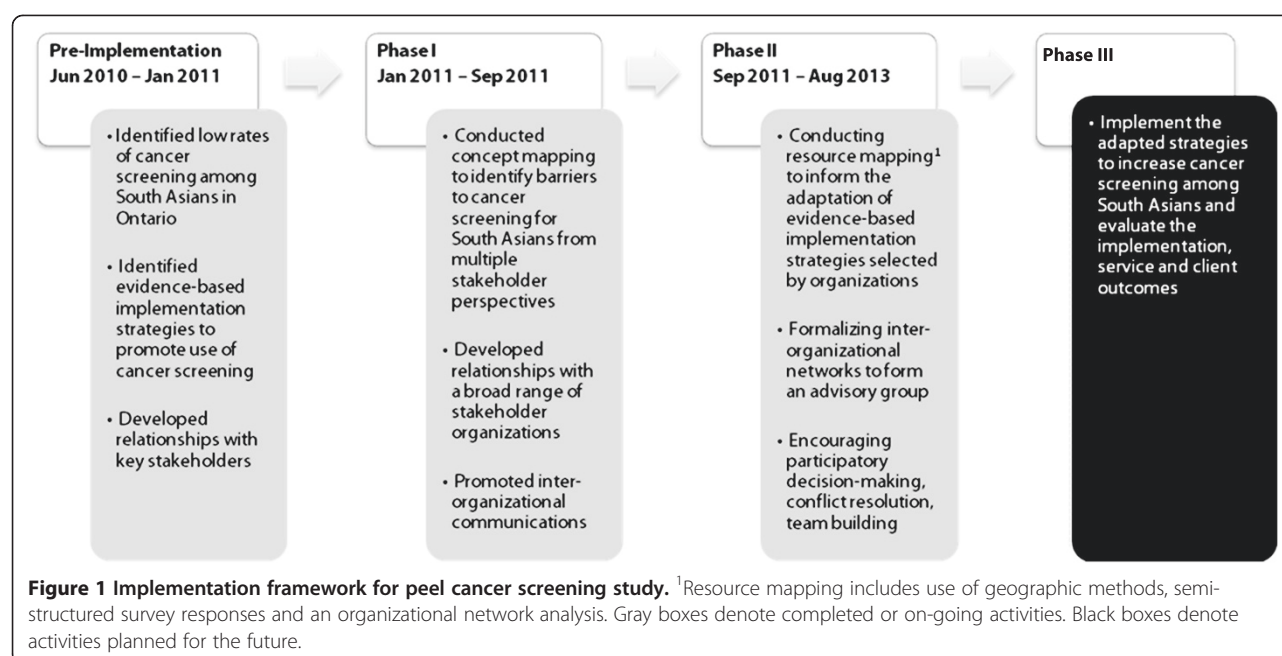 Pre-Implementation
Jun 2010 – Jan 2011
• Identified low rates
of cancer
screening among
South Asians in
Ontario
• Identified
evidence-based
implementation
strategies to
promote use of
cancer screening
• Developed
relationships with
key stakeholders
Phase I
Jan 2011 – Sep 2011
• Conducted
concept mapping
to identify barriers
to cancer
screening for
South Asians from
multiple
stakeholder
perspectives
• Developed
relationships with
a broad range of
stakeholder
organizations
• Promoted inter-
organizational
communications
Phase II
Sep 2011 – Aug 2013
• Conducting
resource mapping¹
to inform the
adaptation of
evidence-based
implementation
strategies selected
by organizations
• Formalizing inter-
organizational
networks to form
an advisory group
• Encouraging
participatory
decision-making,
conflict resolution,
team building
Phase III
• Implement the
adapted strategies
to increase cancer
screening among
South Asians and
evaluate the
implementation,
service and client
outcomes
Figure 1 Implementation framework for peel cancer screening study. ¹Resource mapping includes use of geographic methods, semi-
structured survey responses and an organizational network analysis. Gray boxes denote completed or on-going activities. Black boxes denote
activities planned for the future.